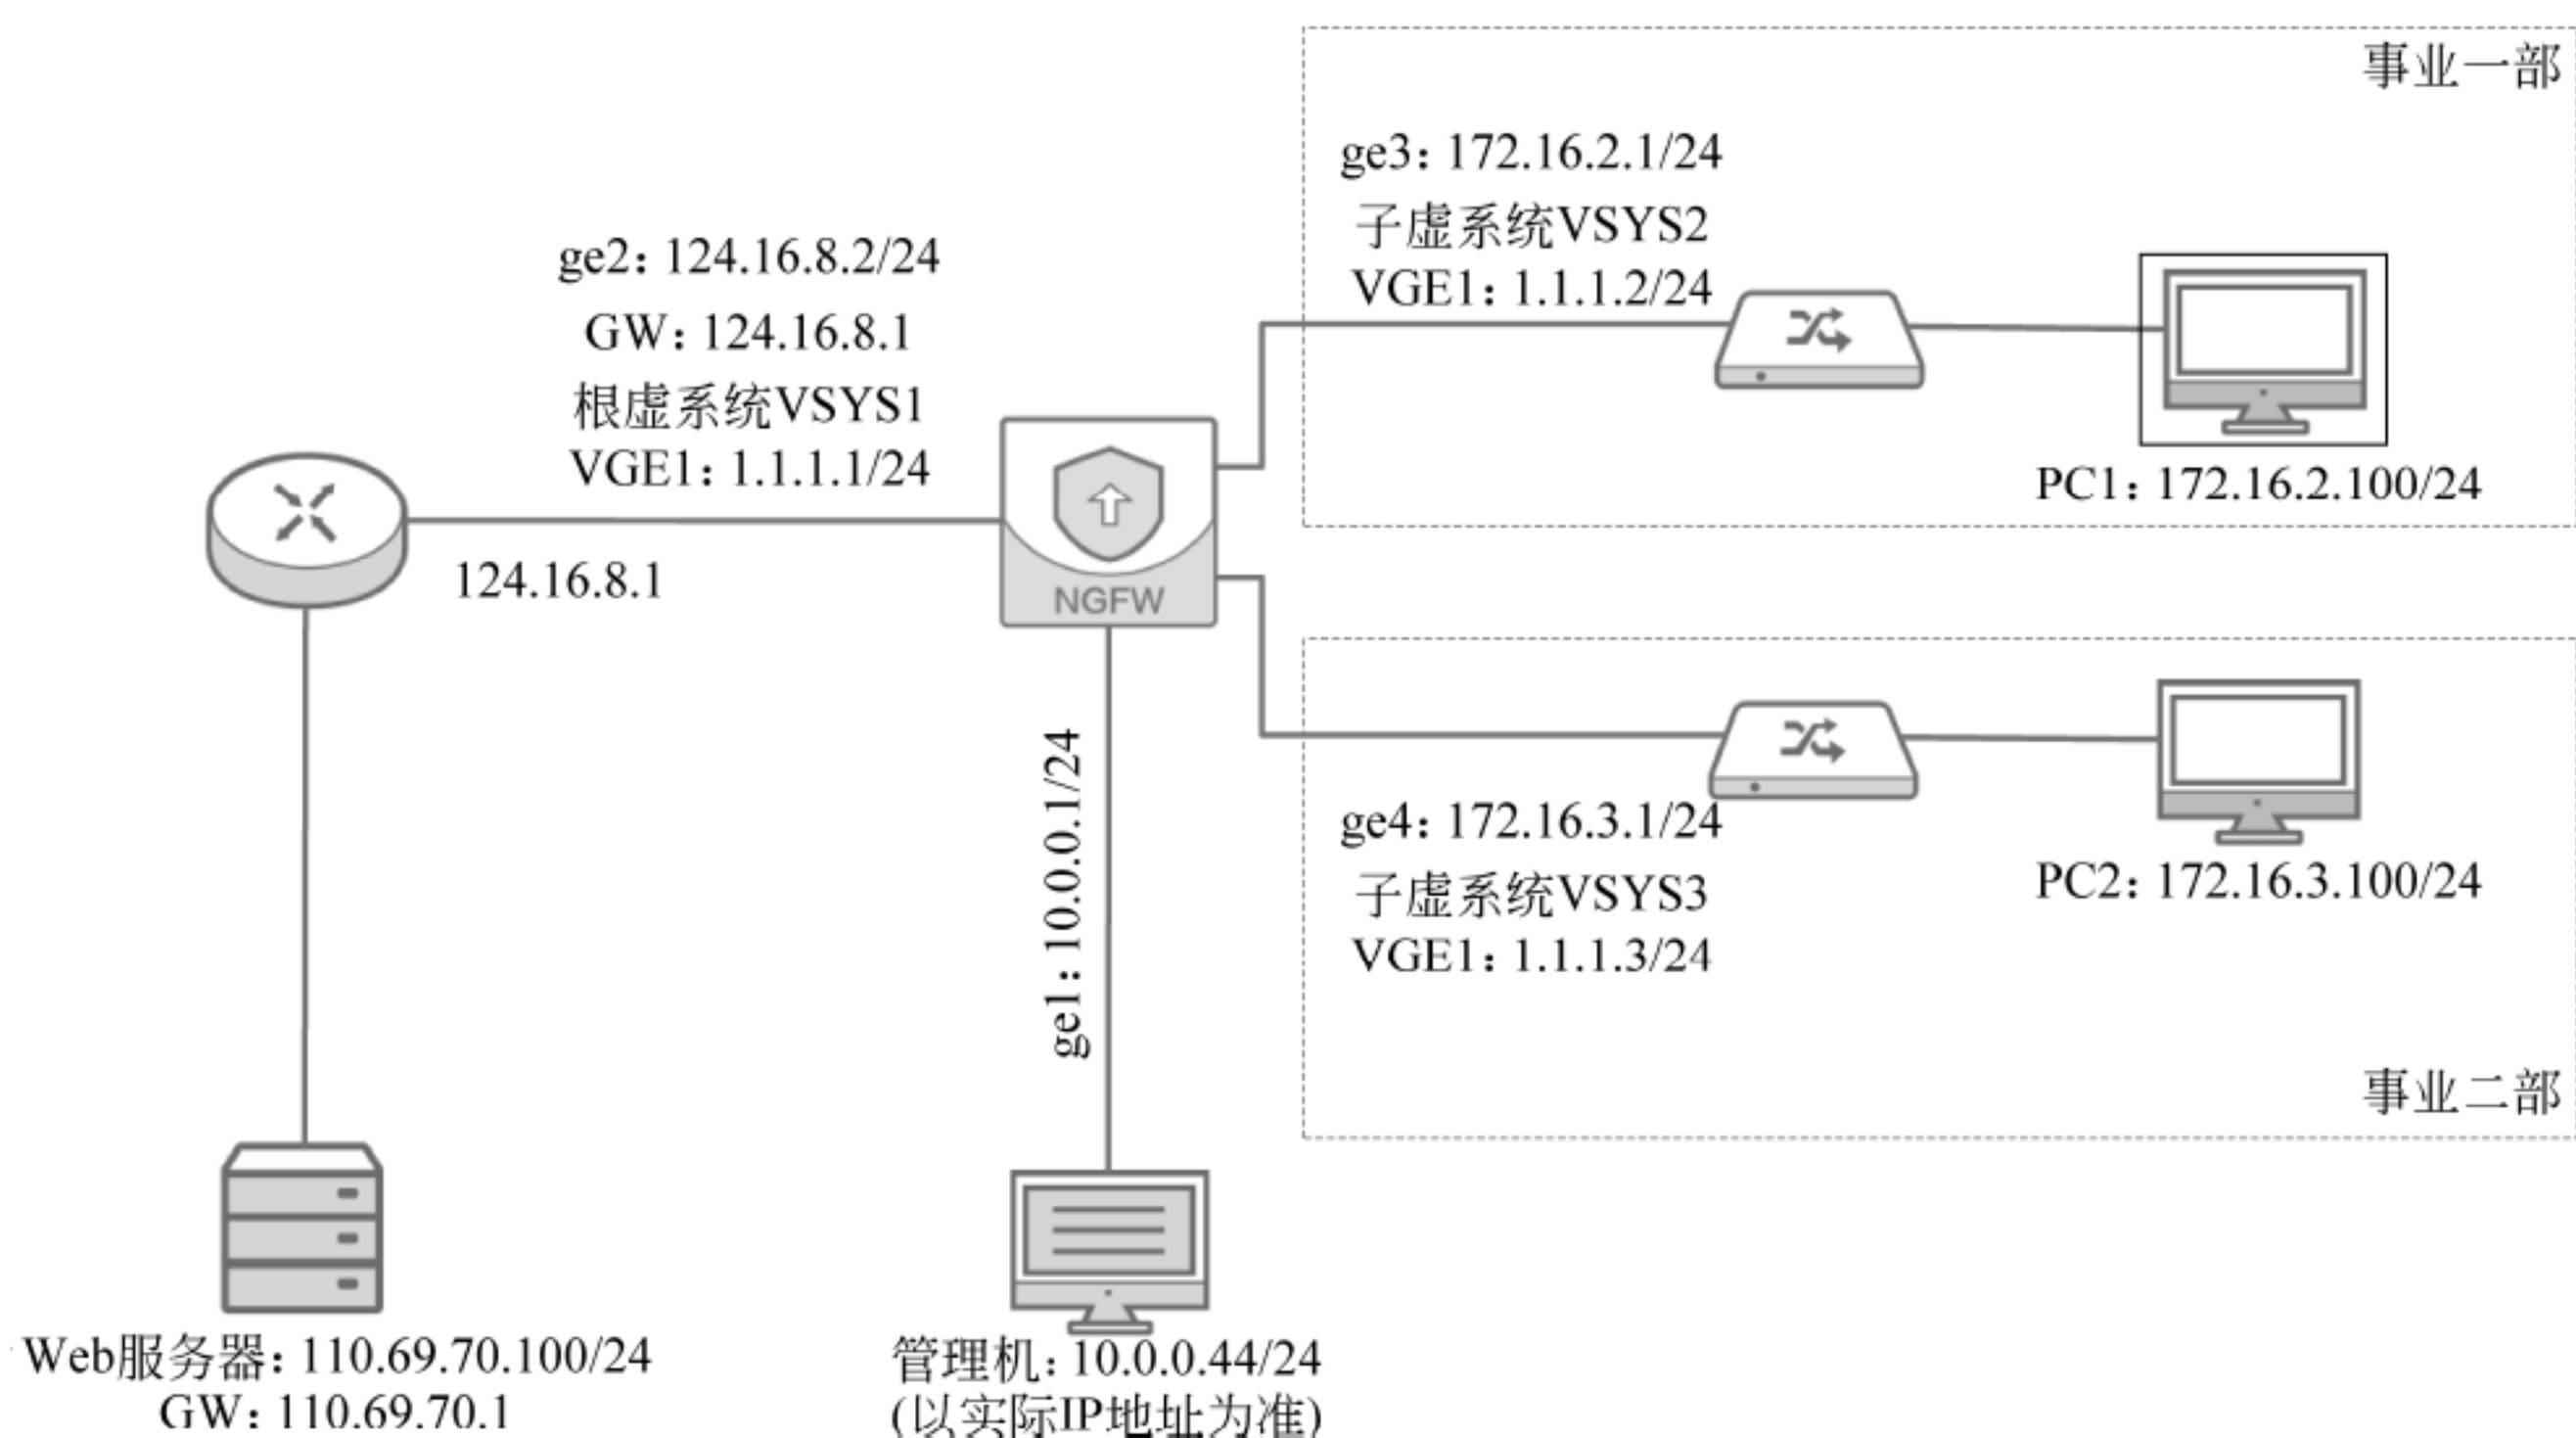 事业一部
ge3：172.16.2.1/24
子虚系统VSYS2
VGE1：1.1.1.2/24
PC1：172.16.2.100/24
ge2：124.16.8.2/24
GW：124.16.8.1
根虚系统VSYS1
VGE1：1.1.1.1/24
124.16.8.1
NGFW
ge1：10.0.0.1/24
ge4：172.16.3.1/24
子虚系统VSYS3
VGE1：1.1.1.3/24
PC2：172.16.3.100/24
事业二部
Web服务器：110.69.70.100/24
GW：110.69.70.1
管理机：10.0.0.44/24
(以实际IP地址为准)